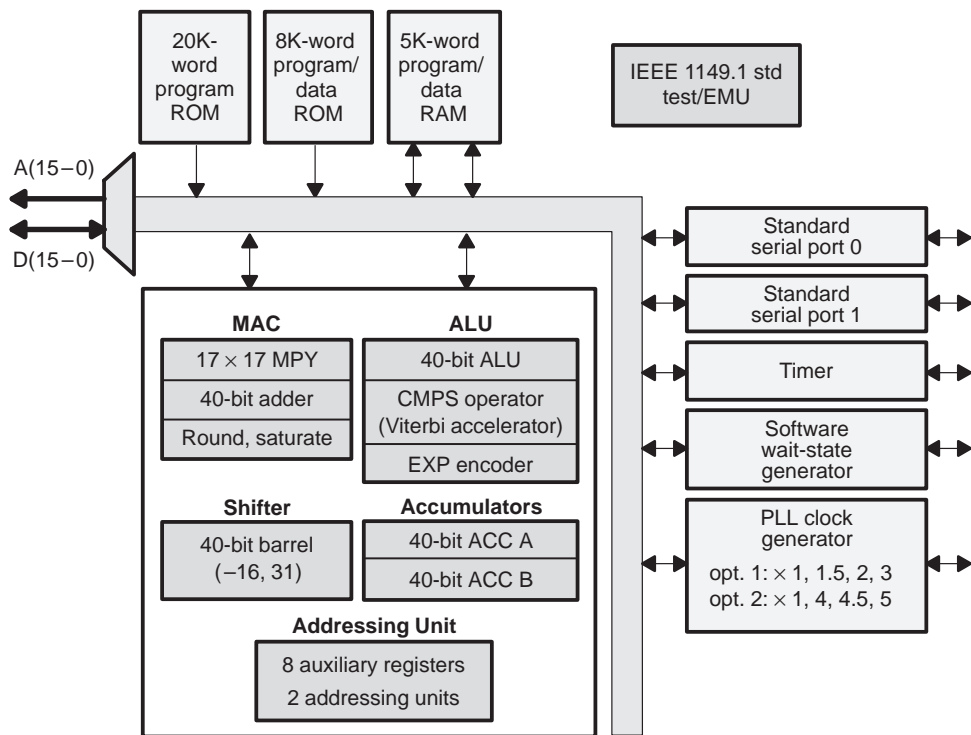 20K-
word
program
ROM
8K-word
program/
data
ROM
5K-word
program/
data
RAM
IEEE 1149.1 std
test/EMU
A(15–0)
D(15–0)
Standard
serial port 0
Standard
serial port 1
Timer
Software
wait-state
generator
PLL clock
generator
opt. 1: × 1, 1.5, 2, 3
opt. 2: × 1, 4, 4.5, 5
MAC
17 × 17 MPY
40-bit adder
Round, saturate
ALU
40-bit ALU
CMPS operator
(Viterbi accelerator)
EXP encoder
Shifter
40-bit barrel
(–16, 31)
Accumulators
40-bit ACC A
40-bit ACC B
Addressing Unit
8 auxiliary registers
2 addressing units